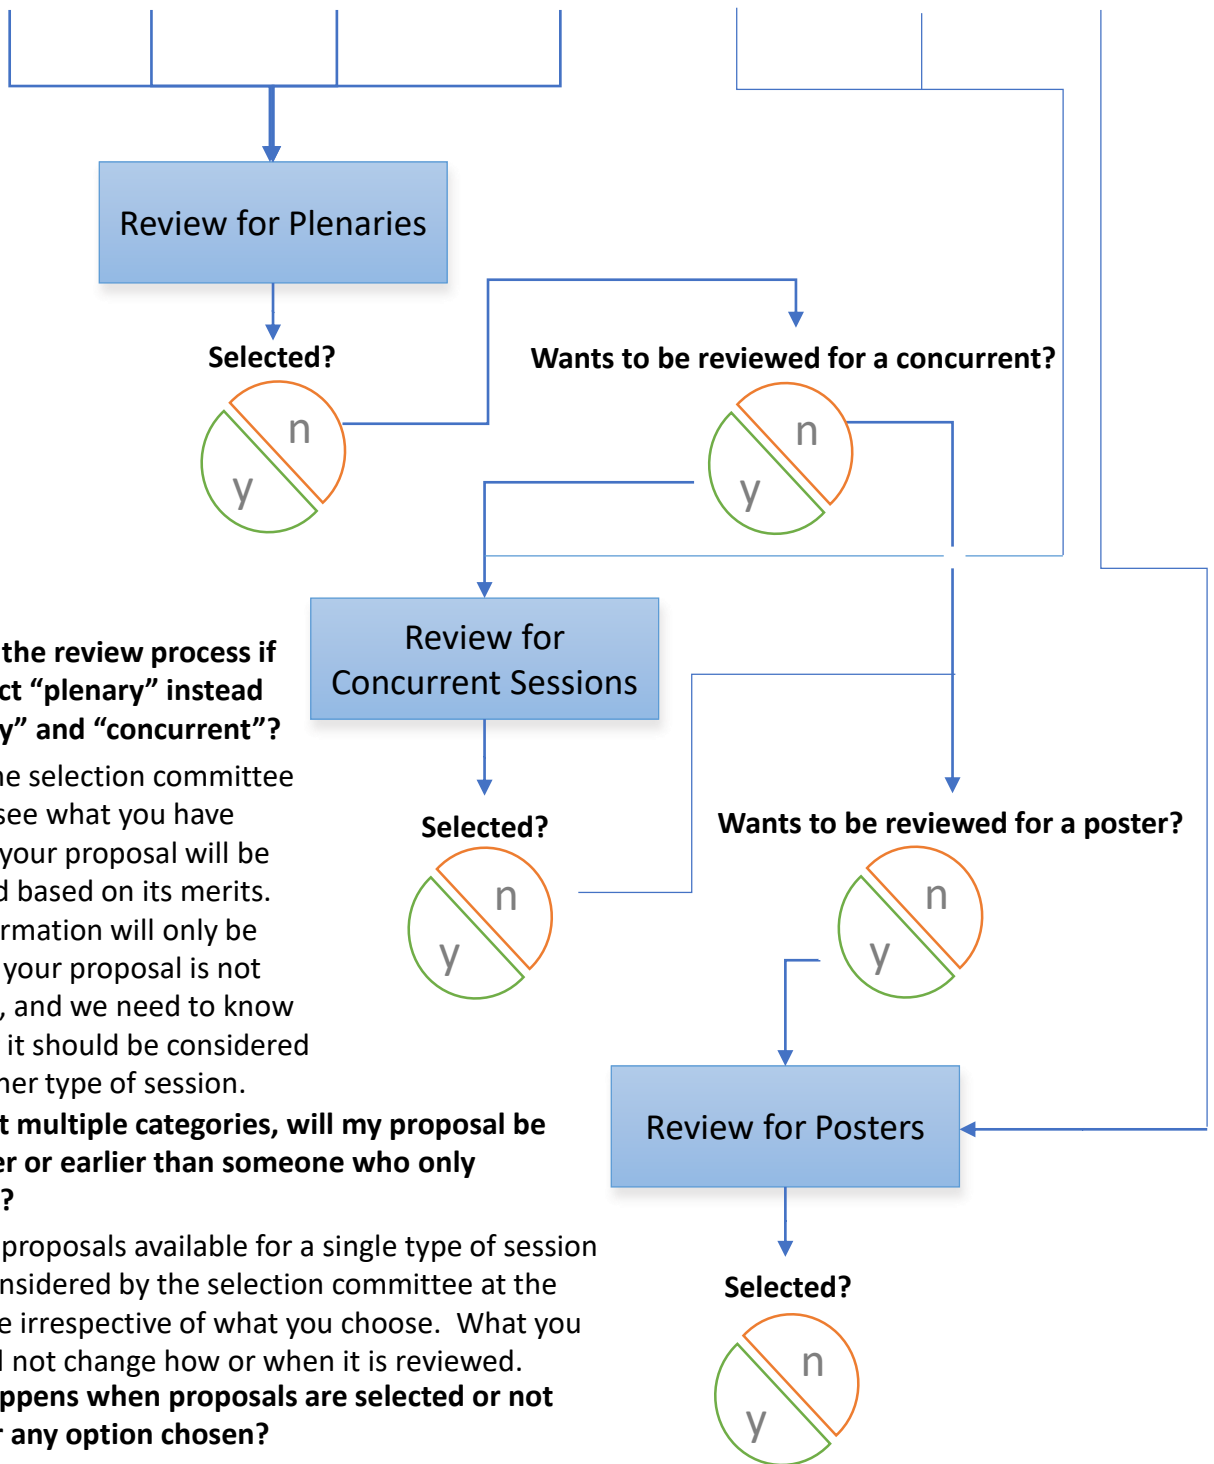 Review for Plenaries
Selected?
n
y
Wants to be reviewed for a concurrent?
n
y
Review for
Concurrent Sessions
Selected?
n
y
Wants to be reviewed for a poster?
n
y
Review for Posters
Selected?
n
y
the review process if
ct “plenary” instead
y” and “concurrent”?
ne selection committee
see what you have
your proposal will be
d based on its merits.
rmation will only be
your proposal is not
, and we need to know
it should be considered
her type of session.
t multiple categories, will my proposal be
er or earlier than someone who only
?
proposals available for a single type of session
onsidered by the selection committee at the
e irrespective of what you choose. What you
l not change how or when it is reviewed.
appens when proposals are selected or not
r any option chosen?